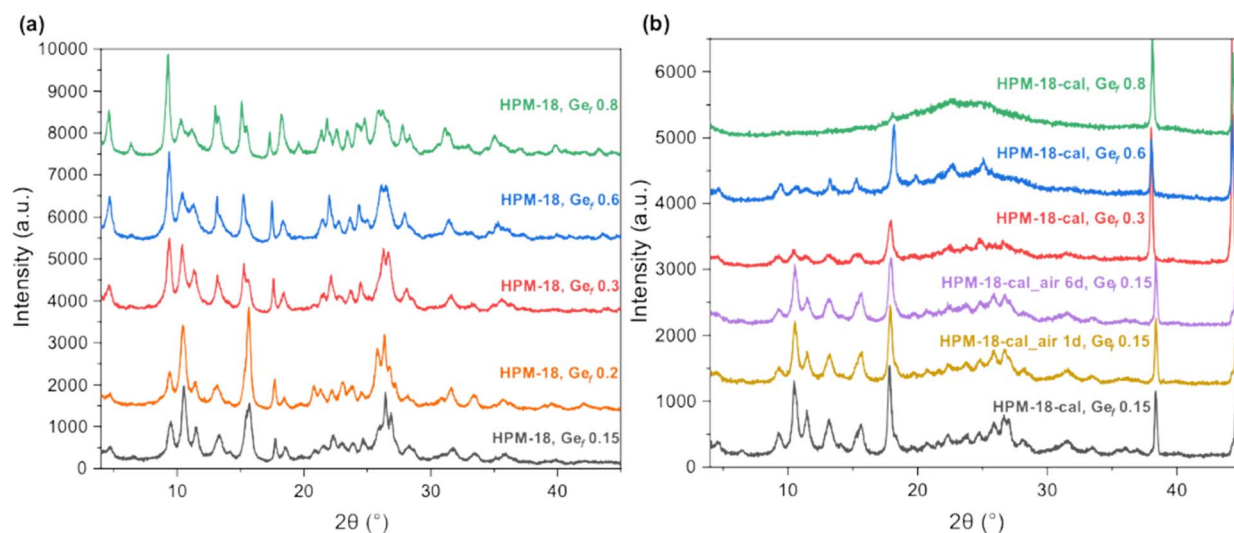 (a)
10000
9000
8000
7000
6000
5000
4000
3000
2000
1000
0
Intensity (a.u.)
HPM-18, Gef 0.8
HPM-18, Gef 0.6
HPM-18, Gef 0.3
HPM-18, Gef 0.2
HPM-18, Gef 0.15
10 20 30 40
2θ (°)
(b)
6000
5000
4000
3000
2000
1000
0
Intensity (a.u.)
HPM-18-cal, Gef 0.8
HPM-18-cal, Gef 0.6
HPM-18-cal, Gef 0.3
HPM-18-cal_air 6d, Gef 0.15
HPM-18-cal_air 1d, Gef 0.15
HPM-18-cal, Gef 0.15
10 20 30 40
2θ (°)